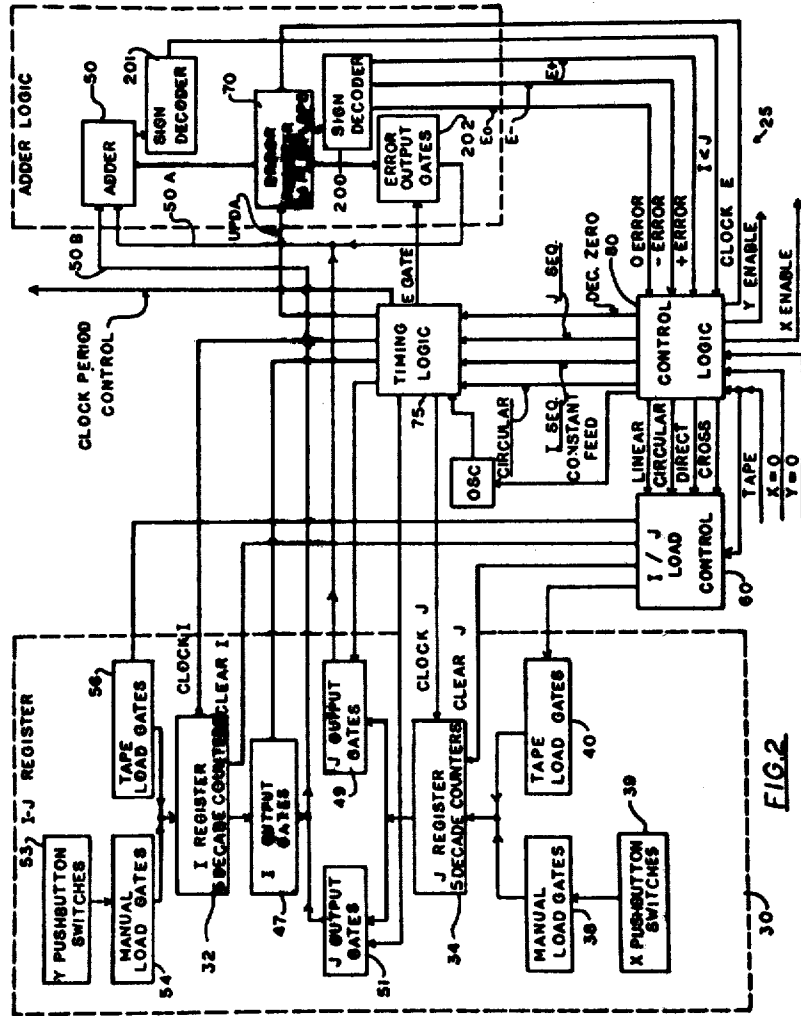 ADDER LOGIC
50
ADDER
201
SIGN
DECODER
70
ERROR
SIGN
DECODER
200
ERROR
OUTPUT
GATES
202
50 B
50 A
UPDA
E GATE
E0
E-
E+
CLOCK PERIOD
CONTROL
TIMING
LOGIC
75
OSC
CIRCULAR
I SEQ.
CONSTANT
FEED
J SEQ.
DEC. ZERO
0 ERROR
- ERROR
+ ERROR
I < J
CLOCK E
Y ENABLE
X ENABLE
25
80
CONTROL
LOGIC
LINEAR
CIRCULAR
DIRECT
CROSS
TAPE
X=0
Y=0
I / J
LOAD
CONTROL
60
I-J REGISTER
53
Y PUSHBUTTON
SWITCHES
MANUAL
LOAD GATES
54
56
TAPE
LOAD GATES
CLOCK I
I REGISTER
5 DECADE COUNTERS
CLEAR I
32
I OUTPUT
GATES
47
J OUTPUT
GATES
51
J OUTPUT
GATES
49
CLOCK J
J REGISTER
5 DECADE COUNTERS
CLEAR J
34
MANUAL
LOAD GATES
38
TAPE
LOAD GATES
40
X PUSHBUTTON
SWITCHES
39
30
FIG.2